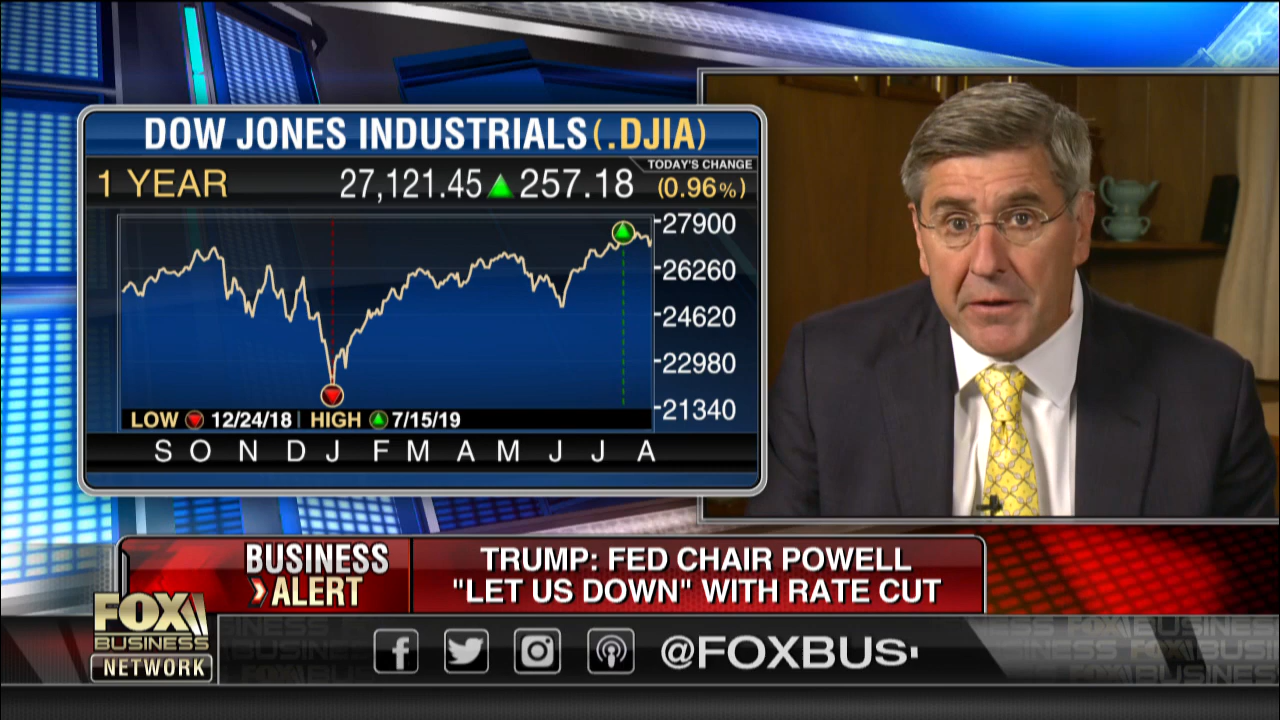 DOW JONES INDUSTRIALS (.DJIA)
TODAY'S CHANGE
1 YEAR 27,121.45 257.18 (0.96%)
27900
26260
24620
22980
21340
LOW 12/24/18 HIGH 7/15/19
S O N D J F M A M J J A
BUSINESS
ALERT
TRUMP: FED CHAIR POWELL
"LET US DOWN" WITH RATE CUT
FOX
BUSINESS
NETWORK
@FOXBUS